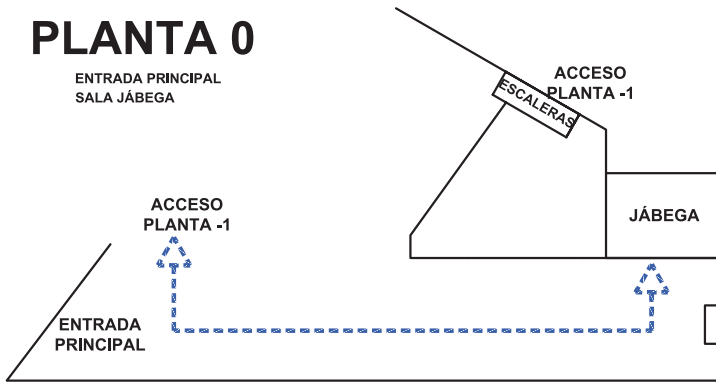 PLANTA 0
ENTRADA PRINCIPAL
SALA JÁBEGA
ACCESO
PLANTA -1
ESCALERAS
JÁBEGA
ACCESO
PLANTA -1
ENTRADA
PRINCIPAL